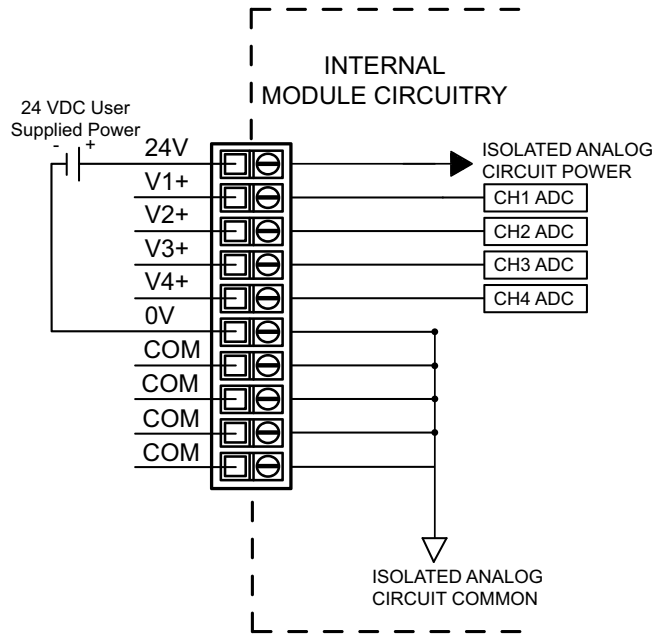 INTERNAL
MODULE CIRCUITRY
24 VDC User
Supplied Power
- +
24V
V1+
V2+
V3+
V4+
0V
COM
COM
COM
COM
ISOLATED ANALOG
CIRCUIT POWER
CH1 ADC
CH2 ADC
CH3 ADC
CH4 ADC
ISOLATED ANALOG
CIRCUIT COMMON